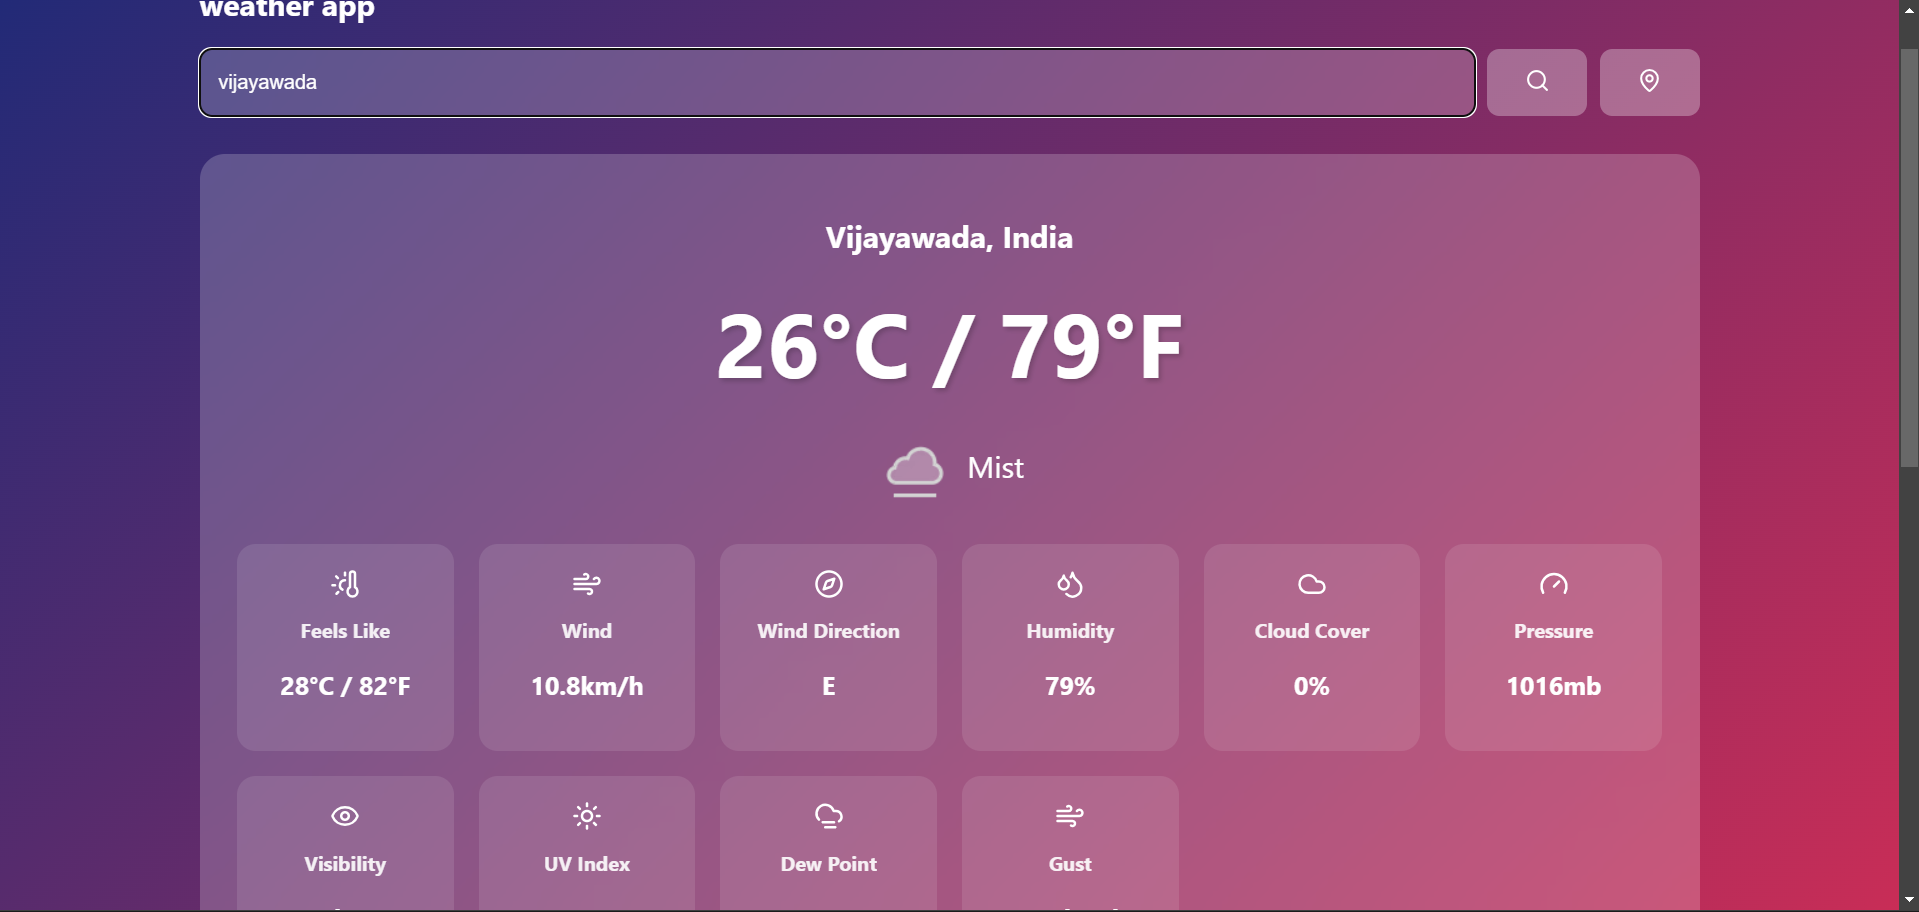 weather app
vijayawada
Vijayawada, India
26°C / 79°F
Mist
Feels Like
28°C / 82°F
Wind
10.8km/h
Wind Direction
E
Humidity
79%
Cloud Cover
0%
Pressure
1016mb
Visibility
UV Index
Dew Point
Gust